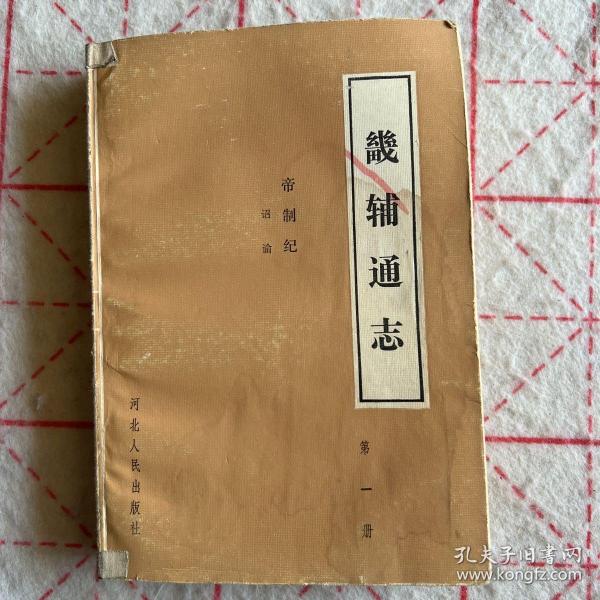 畿辅通志
第一册
帝制纪
诏谕
河北人民出版社
孔夫子旧书网
www.kongfz.com